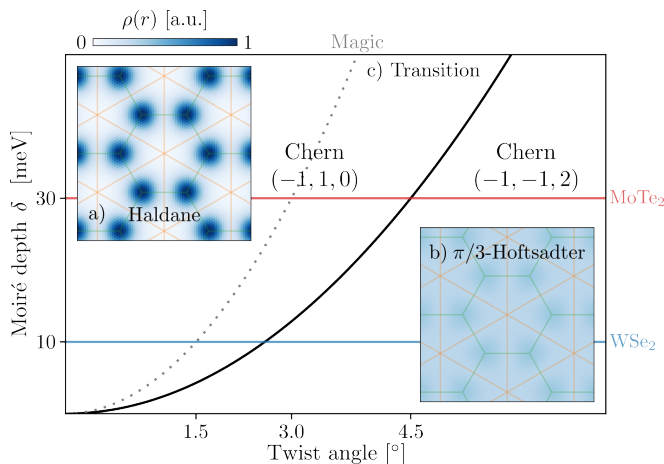 ρ(r) [a.u.]
0 1
Magic
c) Transition
Chern
(−1, 1, 0)
Chern
(−1, −1, 2)
a) Haldane
b) π/3-Hoftsadter
MoTe₂
WSe₂
Moiré depth δ [meV]
30
10
1.5 3.0 4.5
Twist angle [°]